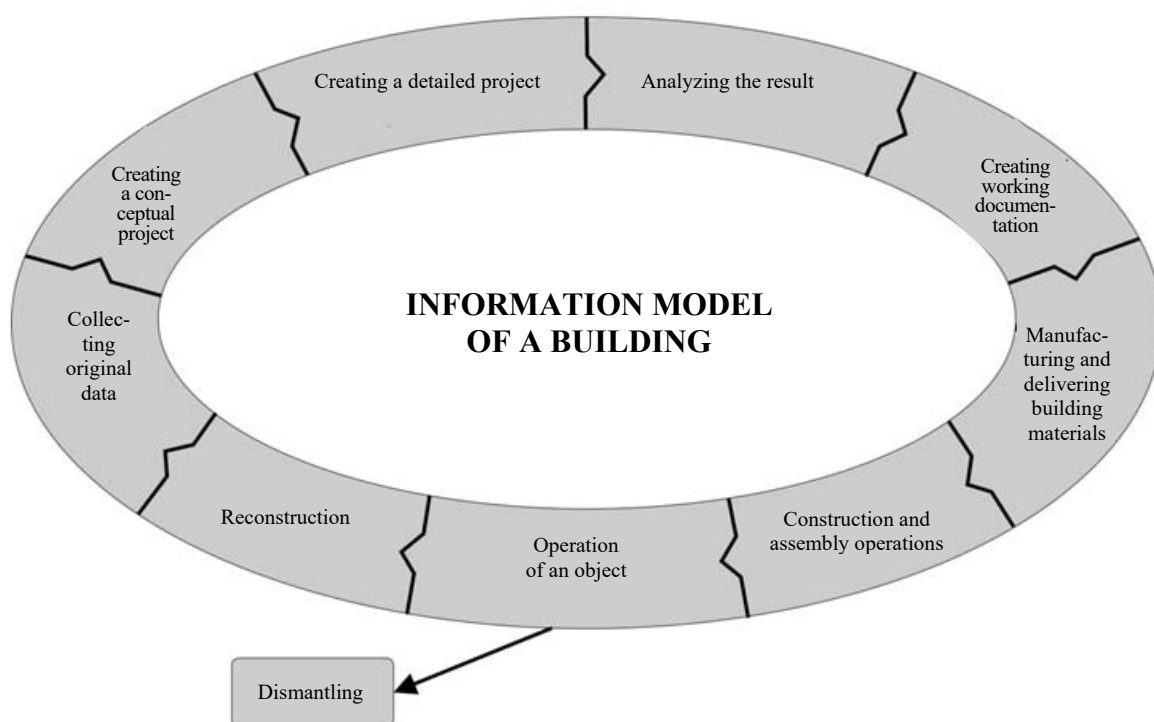 Creating a detailed project
Analyzing the result
Creating
a con-
ceptual
project
Creating
working
documen-
tation
INFORMATION MODEL
OF A BUILDING
Collec-
ting
original
data
Manufac-
turing and
delivering
building
materials
Reconstruction
Operation
of an object
Construction and
assembly operations
Dismantling